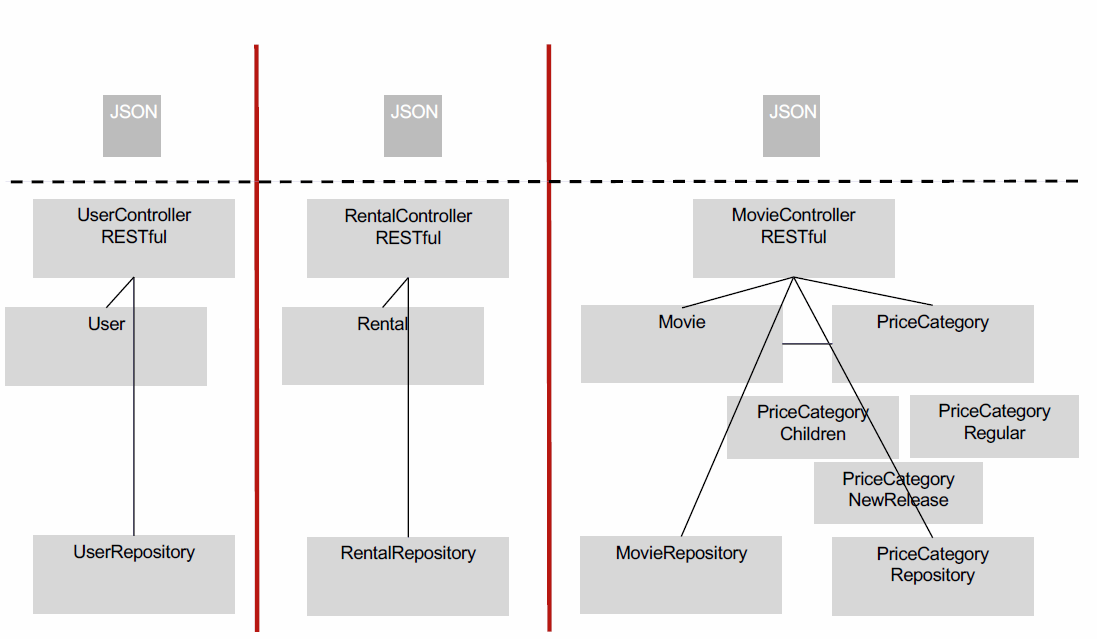 JSON
JSON
JSON
UserController
RESTful
RentalController
RESTful
MovieController
RESTful
User
Rental
Movie
PriceCategory
PriceCategory
Children
PriceCategory
Regular
PriceCategory
NewRelease
UserRepository
RentalRepository
MovieRepository
PriceCategory
Repository